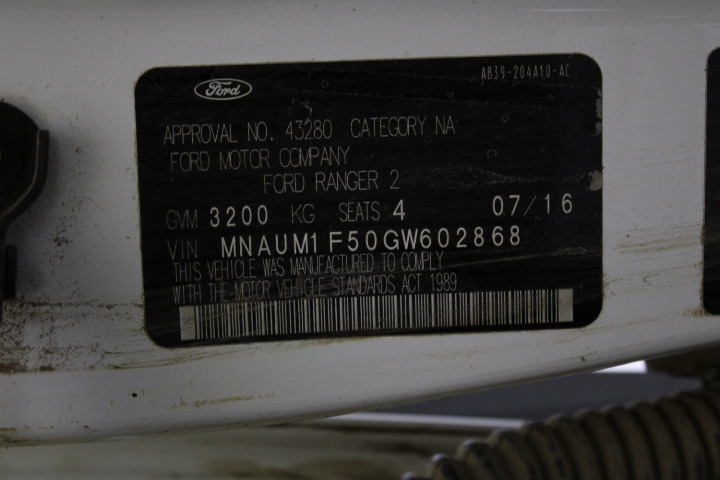 AB39-204A10-AC
Ford
APPROVAL NO. 43280 CATEGORY NA
FORD MOTOR COMPANY
FORD RANGER 2
GVM 3200 KG SEATS 4 07/16
VIN MNAUM1F50GW602868
THIS VEHICLE WAS MANUFACTURED TO COMPLY
WITH THE MOTOR VEHICLE STANDARDS ACT 1989